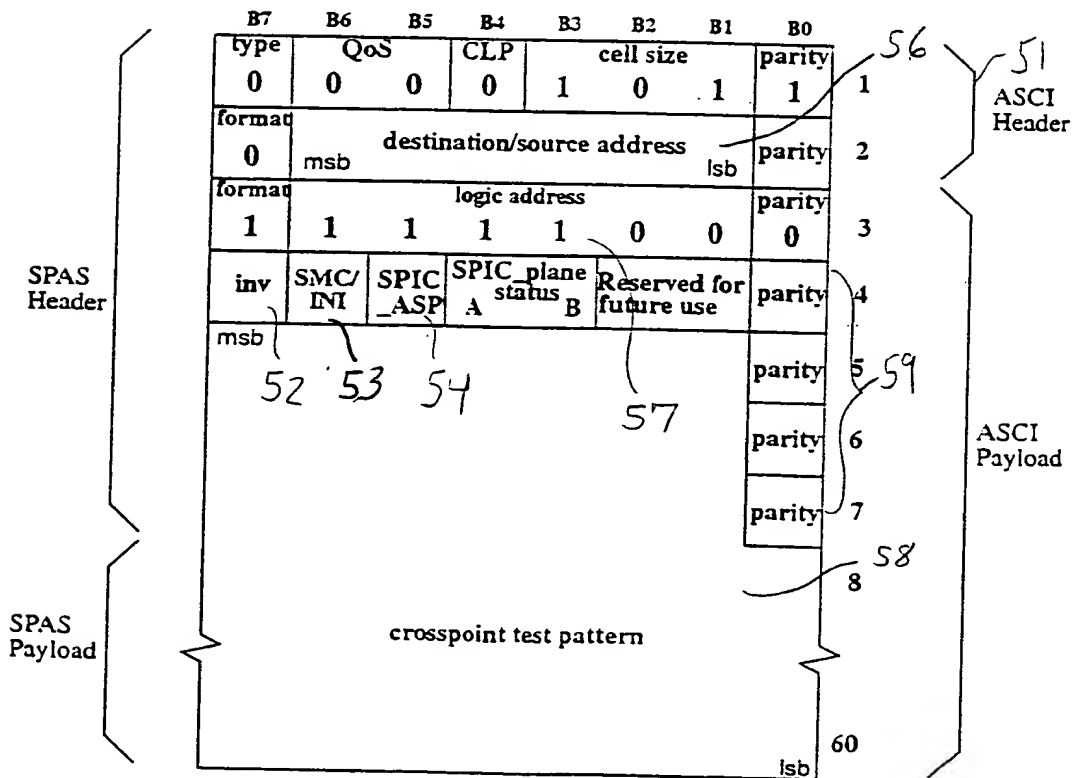 B7 B6 B5 B4 B3 B2 B1 B0
type QoS CLP cell size parity 56
0 0 0 0 1 0 1 1 1 51
ASCI
Header
format destination/source address parity 2
0 msb lsb
format logic address parity
1 1 1 1 1 0 0 0 3
SPAS
Header
inv SMC/ INI SPIC _ASP SPIC_plane status A B Reserved for future use parity 4
msb
52 53 54 57
parity 5 59
parity 6
ASCI
Payload
parity 7
8 58
SPAS
Payload
crosspoint test pattern
60
lsb